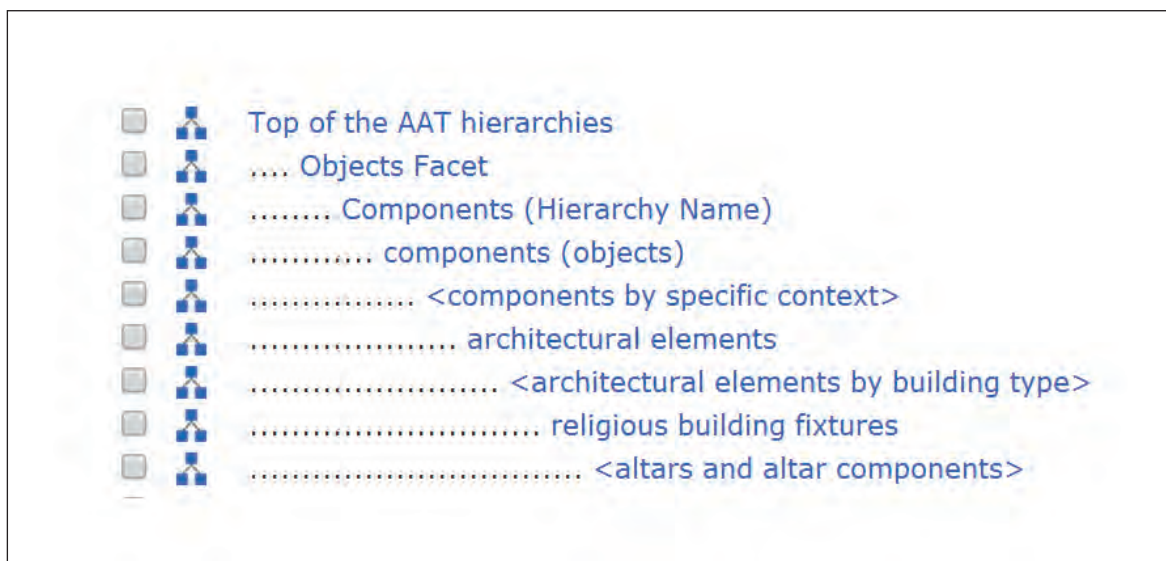 Top of the AAT hierarchies
.... Objects Facet
........ Components (Hierarchy Name)
............ components (objects)
................ <components by specific context>
.................... architectural elements
........................ <architectural elements by building type>
............................ religious building fixtures
................................ <altars and altar components>